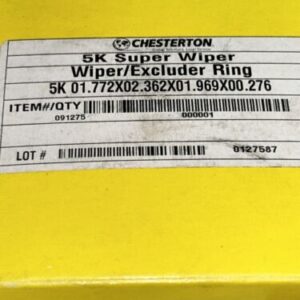 CHESTERTON
5K Super Wiper
Wiper/Excluder Ring
5K 01.772X02.362X01.969X00.276
ITEM#/QTY
091275 000001
LOT # 0127587